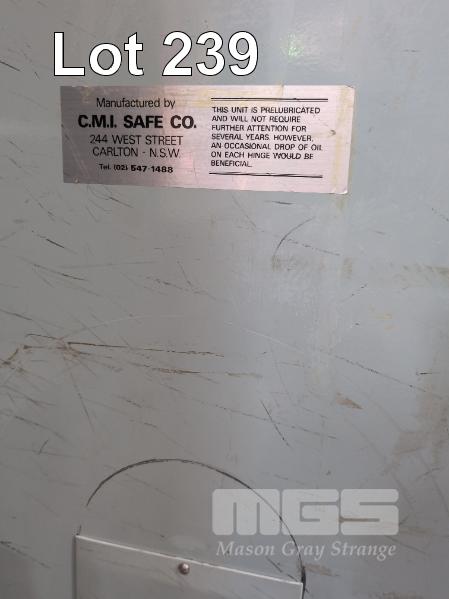 Lot 239
Manufactured by
C.M.I. SAFE CO.
244 WEST STREET
CARLTON - N.S.W.
Tel. (02) 547-1488
THIS UNIT IS PRELUBRICATED
AND WILL NOT REQUIRE
FURTHER ATTENTION FOR
SEVERAL YEARS. HOWEVER,
AN OCCASIONAL DROP OF OIL
ON EACH HINGE WOULD BE
BENEFICIAL.
MGS
Mason Gray Strange